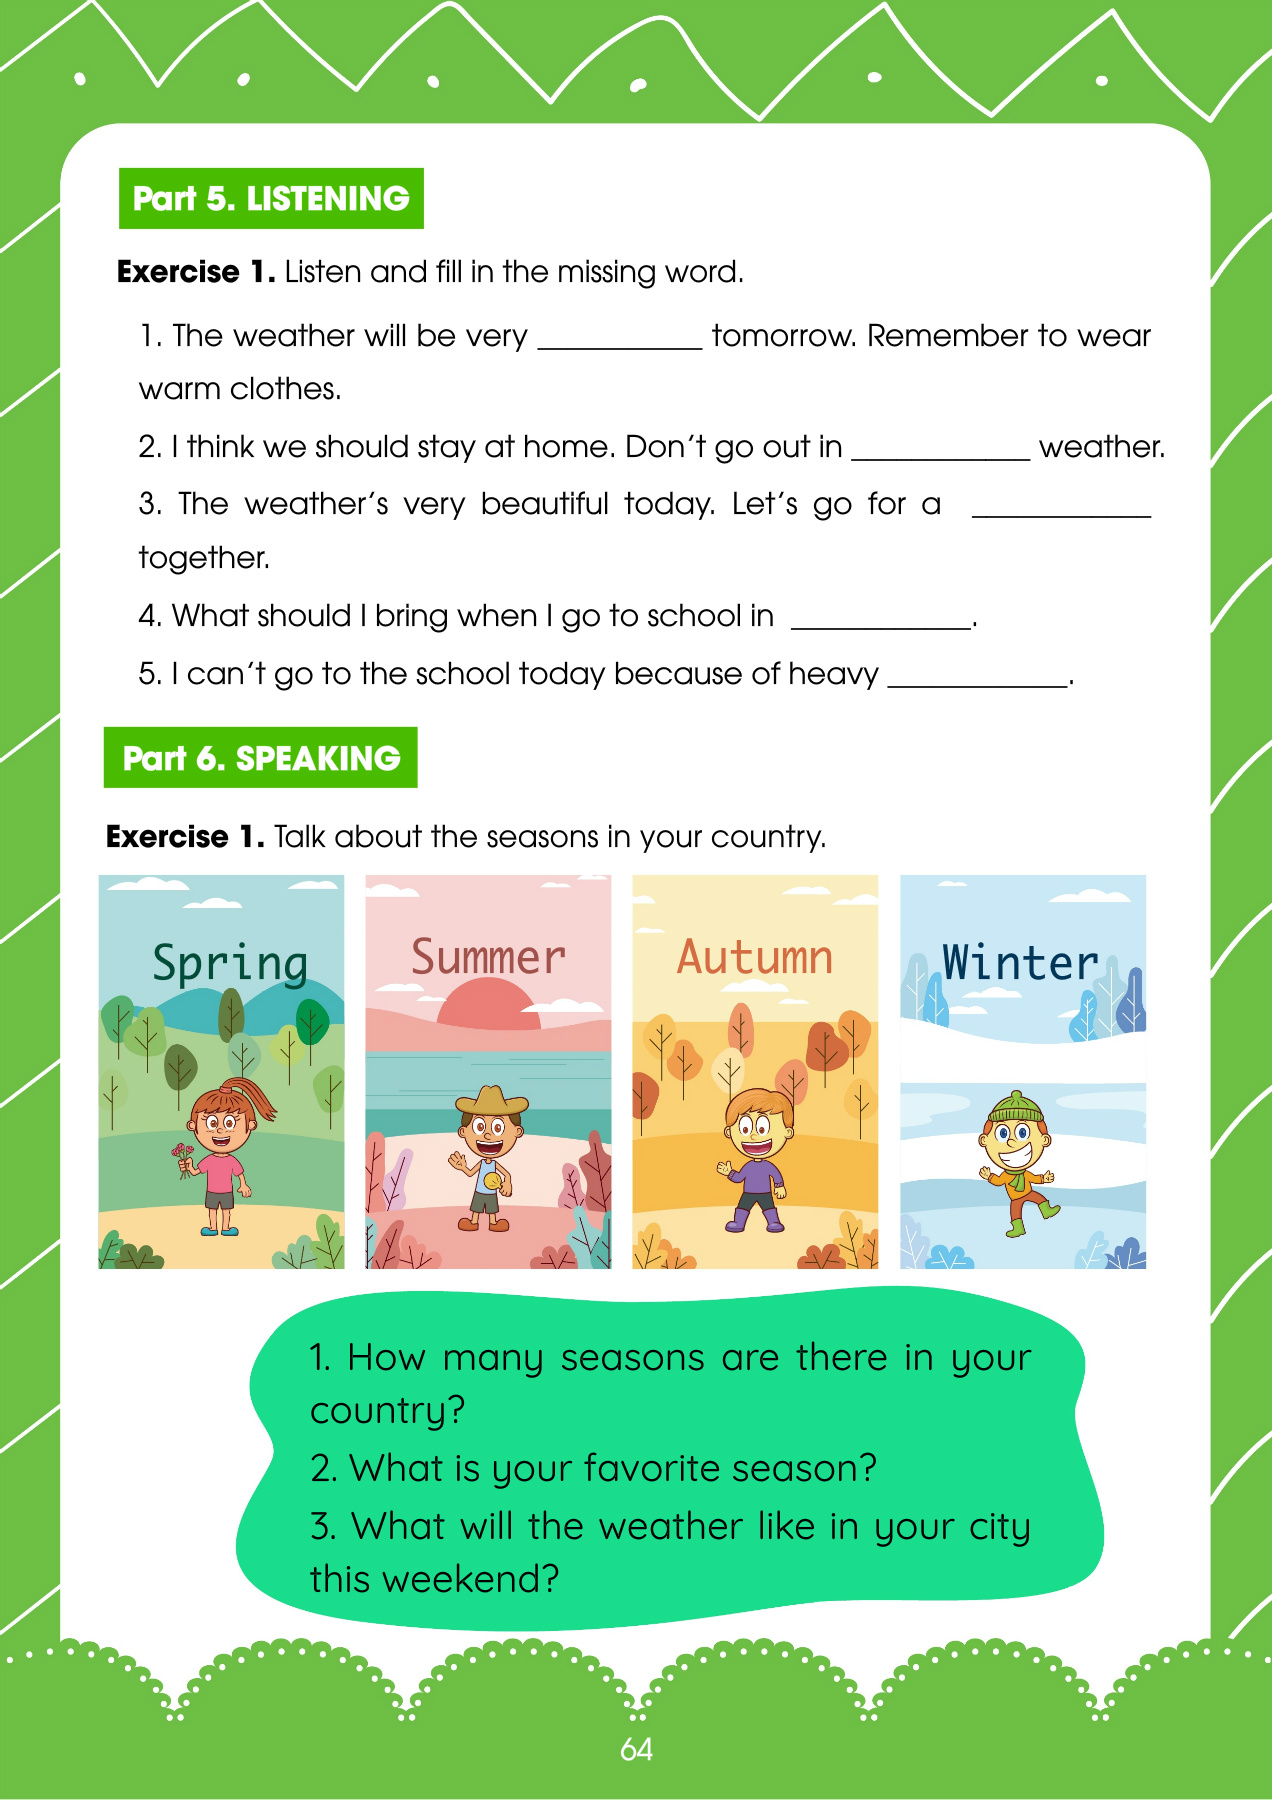 Part 5. LISTENING
Exercise 1. Listen and fill in the missing word.
1. The weather will be very ___________ tomorrow. Remember to wear
warm clothes.
2. I think we should stay at home. Don't go out in ____________ weather.
3. The weather's very beautiful today. Let's go for a ____________
together.
4. What should I bring when I go to school in ____________.
5. I can't go to the school today because of heavy ____________.
Part 6. SPEAKING
Exercise 1. Talk about the seasons in your country.
Spring
Summer
Autumn
Winter
1. How many seasons are there in your
country?
2. What is your favorite season?
3. What will the weather like in your city
this weekend?
64